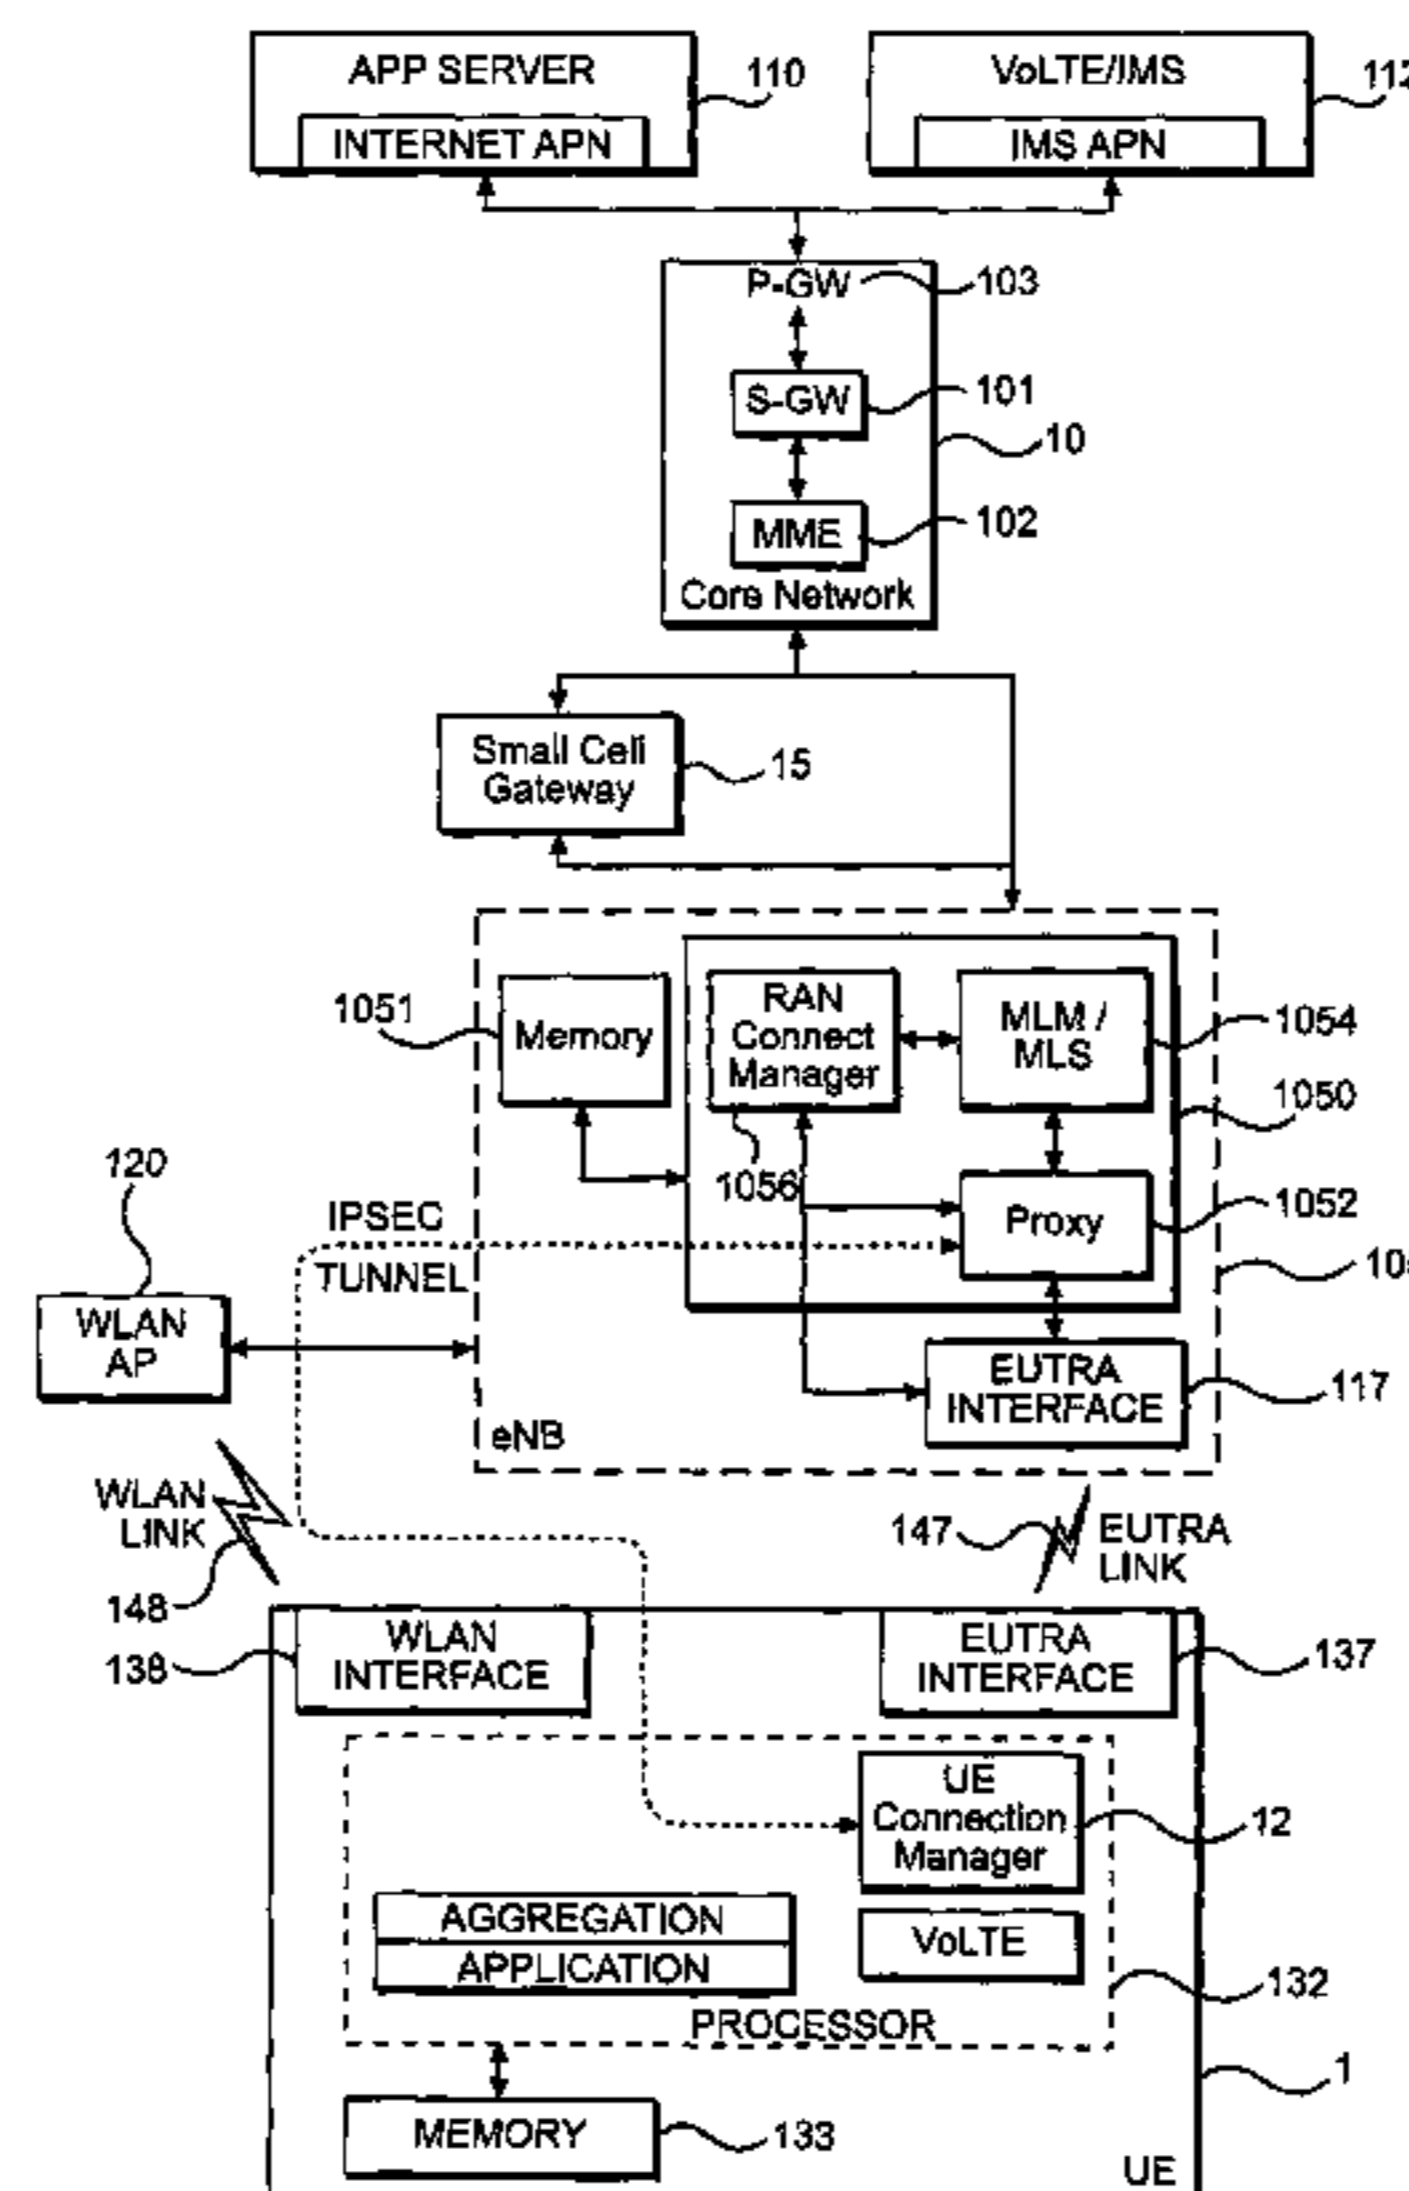 APP SERVER
110
INTERNET APN
VoLTE/IMS
112
IMS APN
P-GW
103
S-GW
101
10
MME
102
Core Network
Small Cell
Gateway
15
1051
Memory
RAN
Connect
Manager
1056
MLM /
MLS
1054
1050
Proxy
1052
120
IPSEC
TUNNEL
WLAN
AP
EUTRA
INTERFACE
117
eNB
WLAN
LINK
148
147
EUTRA
LINK
138
WLAN
INTERFACE
EUTRA
INTERFACE
137
UE
Connection
Manager
12
AGGREGATION
APPLICATION
VoLTE
PROCESSOR
132
1
MEMORY
133
UE